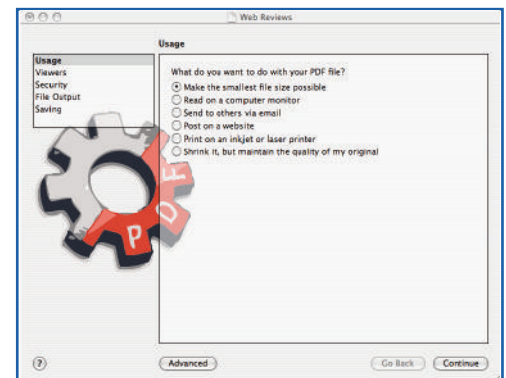 Web Reviews
Usage
Usage
Viewers
Security
File Output
Saving
What do you want to do with your PDF file?
Make the smallest file size possible
Read on a computer monitor
Send to others via email
Post on a website
Print on an inkjet or laser printer
Shrink it, but maintain the quality of my original
PDF
?
Advanced
Go Back
Continue